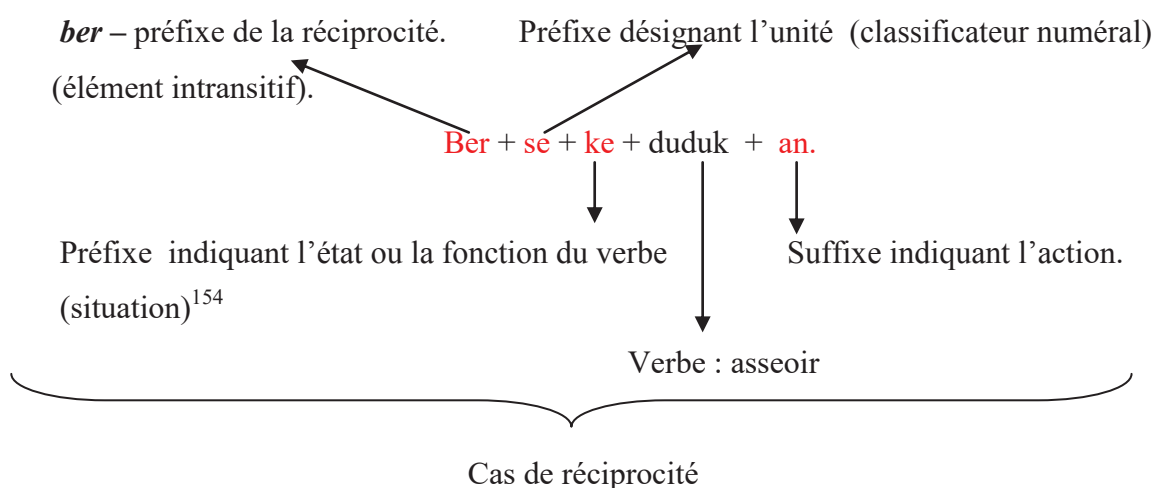 ber – préfixe de la réciprocité. Préfixe désignant l’unité (classificateur numéral)
(élément intransitif).
Ber + se + ke + duduk + an.
Préfixe indiquant l’état ou la fonction du verbe Suffixe indiquant l’action.
(situation)154
Verbe : asseoir
Cas de réciprocité